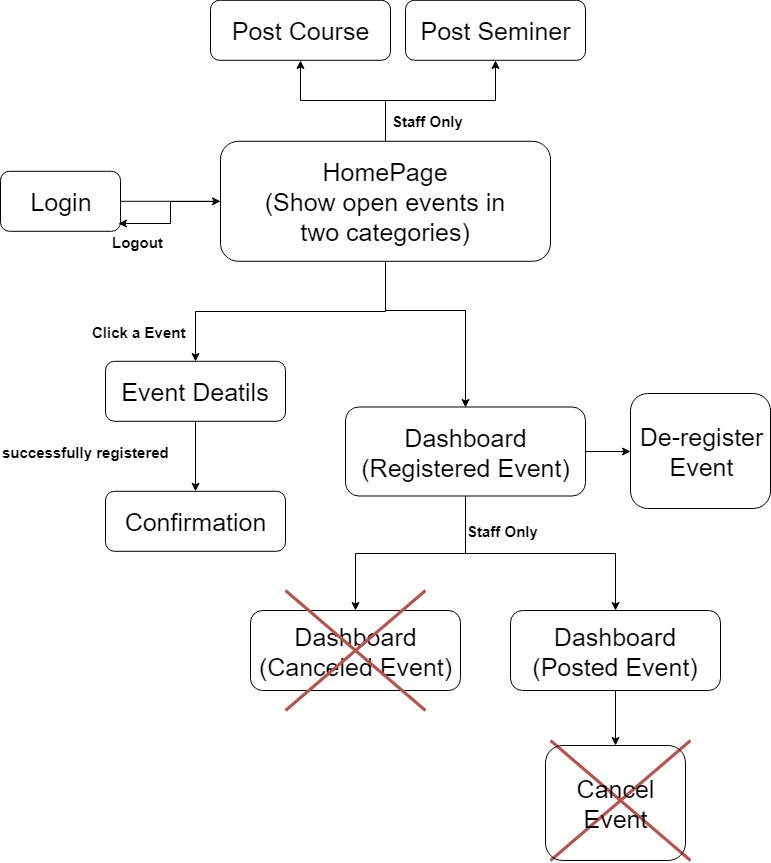 Post Course
Post Seminer
Staff Only
HomePage
(Show open events in
two categories)
Login
Logout
Click a Event
Event Deatils
Dashboard
(Registered Event)
De-register
Event
successfully registered
Confirmation
Staff Only
Dashboard
(Canceled Event)
Dashboard
(Posted Event)
Cancel
Event